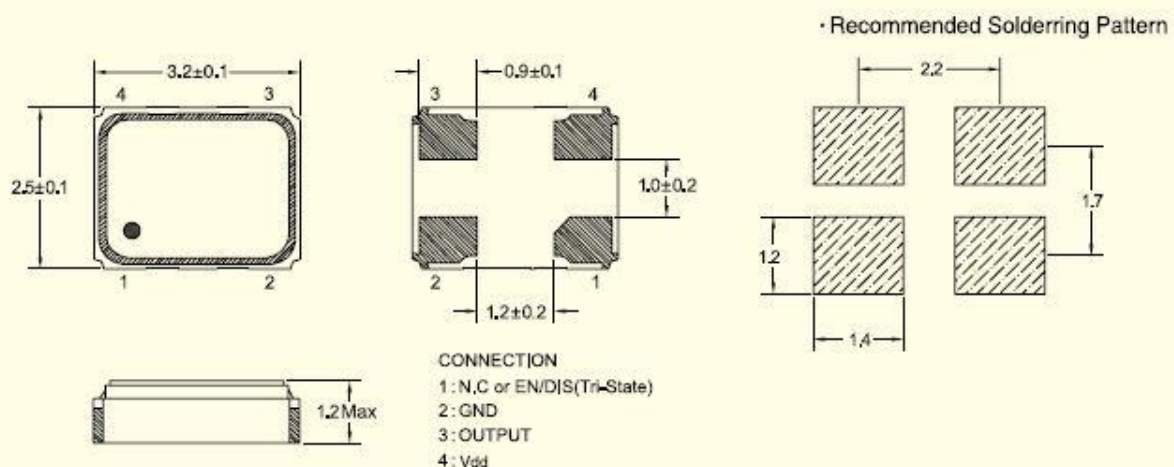 · Recommended Solderring Pattern
3.2±0.1
4 3
2.5±0.1
1 2
0.9±0.1
3 4
1.0±0.2
2 1
1.2±0.2
2.2
1.7
1.2
1.4
1.2Max
CONNECTION
1:N.C or EN/DIS(Tri-State)
2:GND
3:OUTPUT
4:Vdd